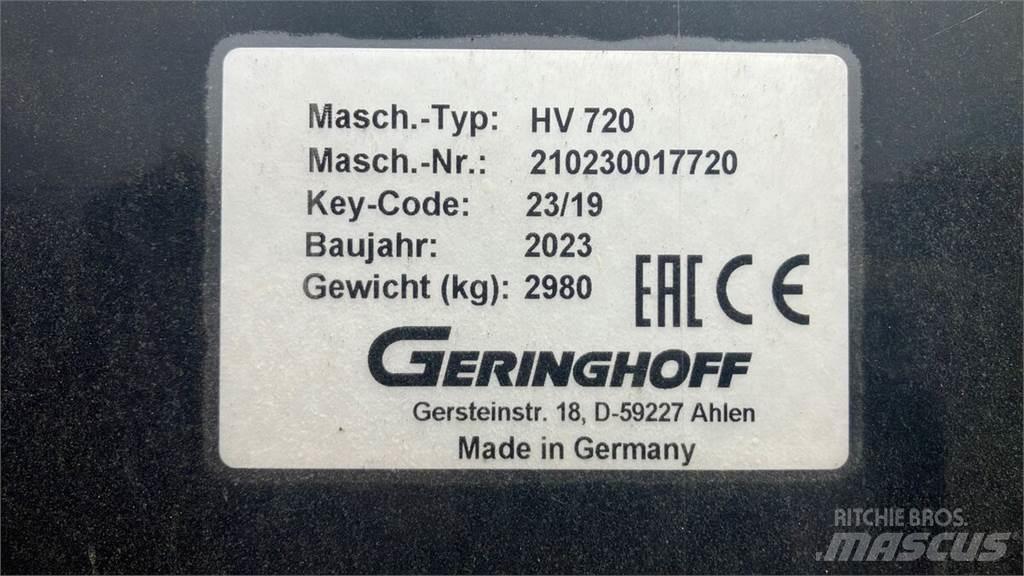 Masch.-Typ: HV 720
Masch.-Nr.: 210230017720
Key-Code: 23/19
Baujahr: 2023
Gewicht (kg): 2980
EAC CE
GERINGHOFF
Gersteinstr. 18, D-59227 Ahlen
Made in Germany
RITCHIE BROS.
MASCUS